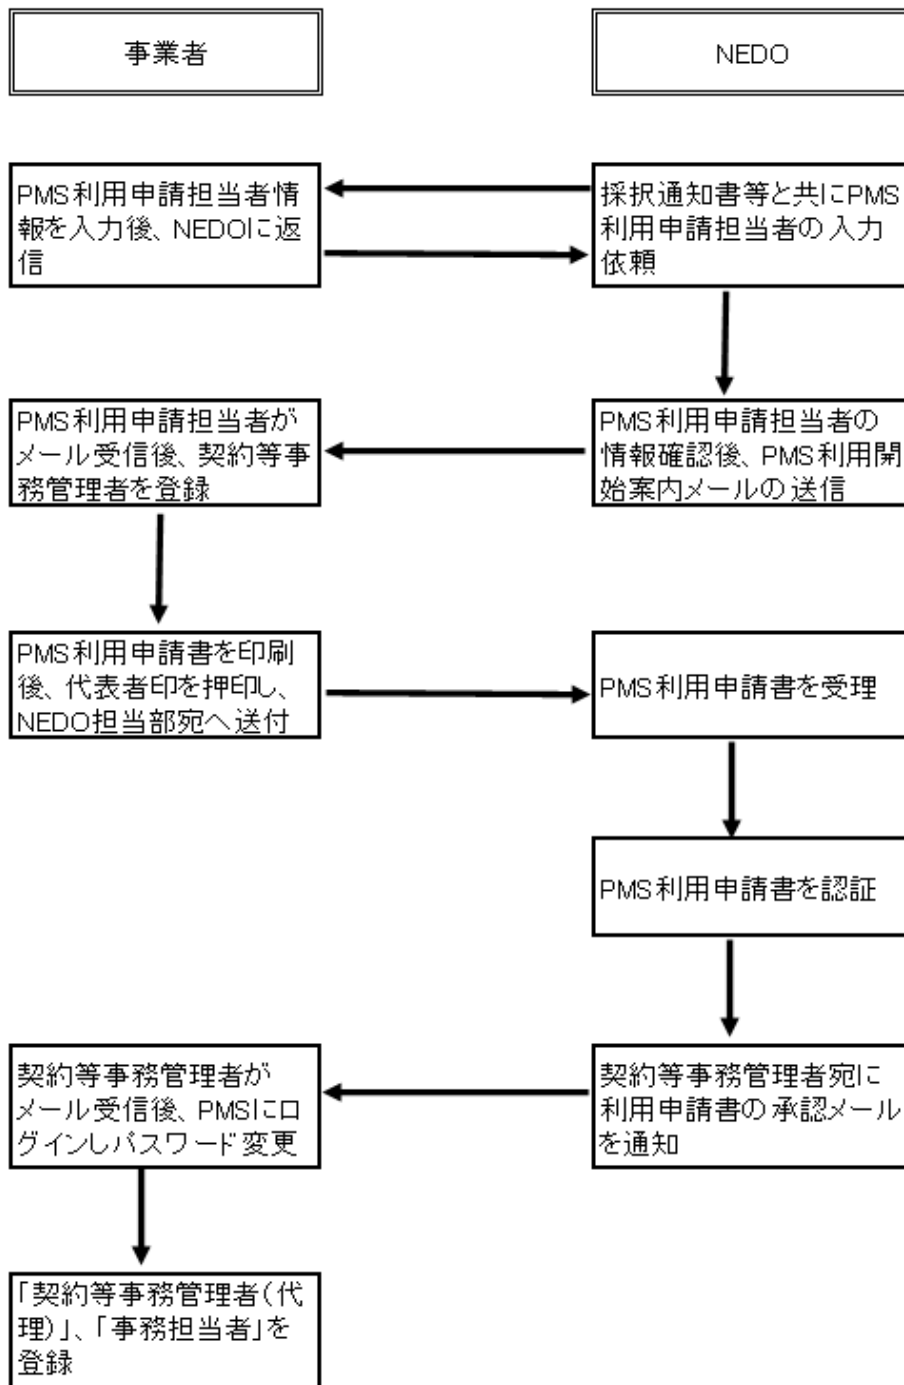 事業者
NEDO
PMS利用申請担当者情
報を入力後、NEDOに返
信
採択通知書等と共にPMS
利用申請担当者の入力
依頼
PMS利用申請担当者が
メール受信後、契約等事
務管理者を登録
PMS利用申請担当者の
情報確認後、PMS利用開
始案内メールの送信
PMS利用申請書を印刷
後、代表者印を押印し、
NEDO担当部宛へ送付
PMS利用申請書を受理
PMS利用申請書を認証
契約等事務管理者が
メール受信後、PMSにロ
グインしパスワード変更
契約等事務管理者宛に
利用申請書の承認メール
を通知
「契約等事務管理者(代
理)」、「事務担当者」を
登録